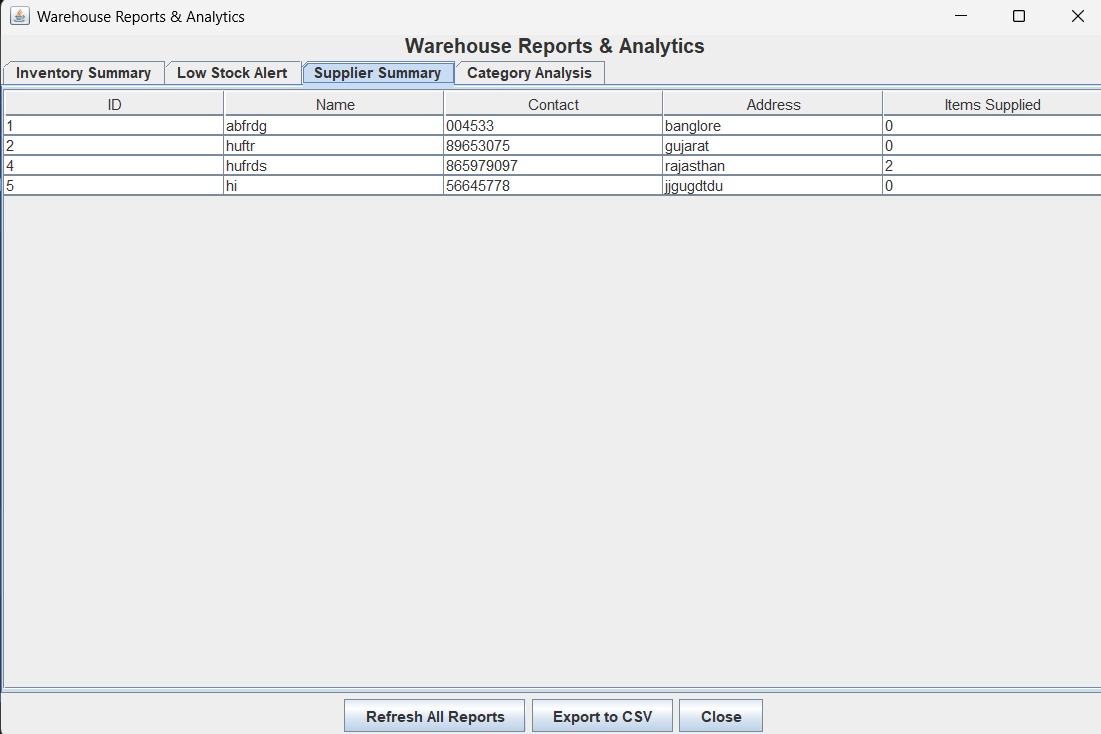 Warehouse Reports & Analytics
Warehouse Reports & Analytics
Inventory Summary Low Stock Alert Supplier Summary Category Analysis
ID Name Contact Address Items Supplied
1 abfrdg 004533 banglore 0
2 huftr 89653075 gujarat 0
4 hufrds 865979097 rajasthan 2
5 hi 56645778 jjgugdtdu 0
Refresh All Reports Export to CSV Close